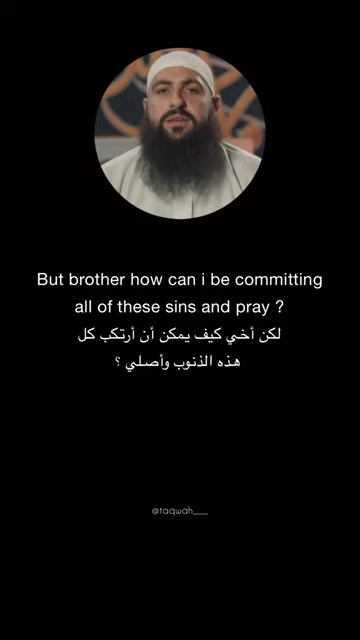 But brother how can i be committing
all of these sins and pray ?
لكن أخي كيف يمكن أن أرتكب كل
هذه الذنوب وأصلي ؟
@taqwah___